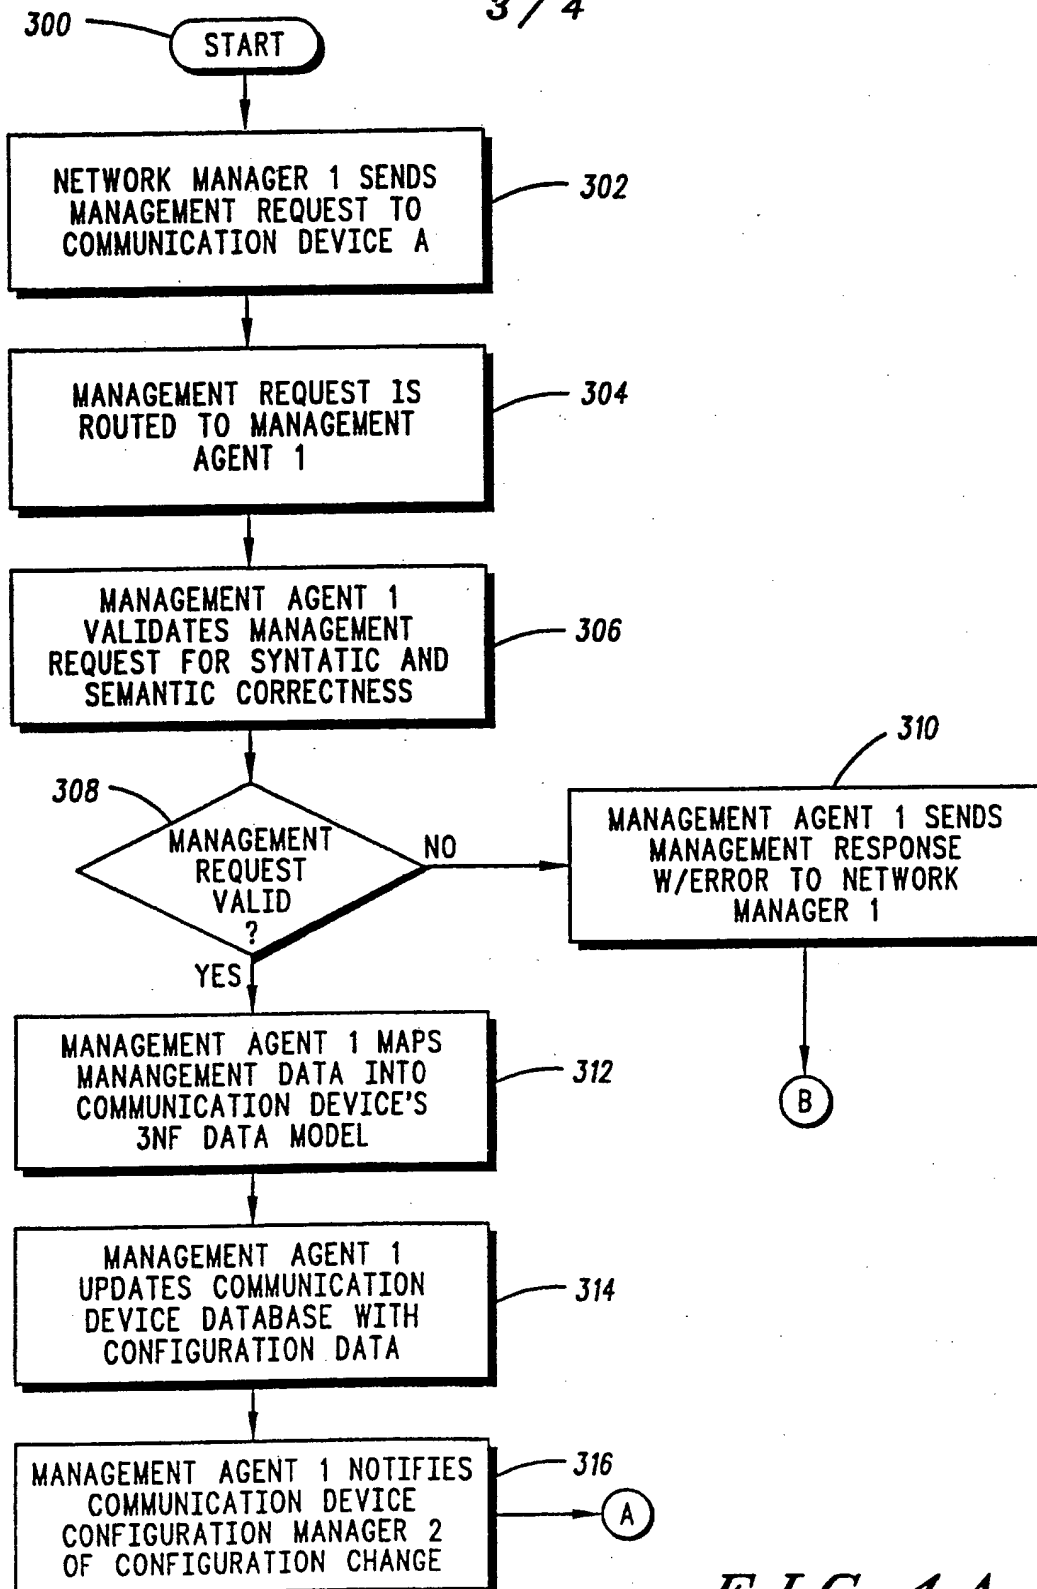 3/4
300
START
NETWORK MANAGER 1 SENDS
MANAGEMENT REQUEST TO
COMMUNICATION DEVICE A
302
MANAGEMENT REQUEST IS
ROUTED TO MANAGEMENT
AGENT 1
304
MANAGEMENT AGENT 1
VALIDATES MANAGEMENT
REQUEST FOR SYNTATIC AND
SEMANTIC CORRECTNESS
306
308
MANAGEMENT
REQUEST
VALID
?
NO
YES
310
MANAGEMENT AGENT 1 SENDS
MANAGEMENT RESPONSE
W/ERROR TO NETWORK
MANAGER 1
B
MANAGEMENT AGENT 1 MAPS
MANANGEMENT DATA INTO
COMMUNICATION DEVICE'S
3NF DATA MODEL
312
MANAGEMENT AGENT 1
UPDATES COMMUNICATION
DEVICE DATABASE WITH
CONFIGURATION DATA
314
MANAGEMENT AGENT 1 NOTIFIES
COMMUNICATION DEVICE
CONFIGURATION MANAGER 2
OF CONFIGURATION CHANGE
316
A
FIG. 4A